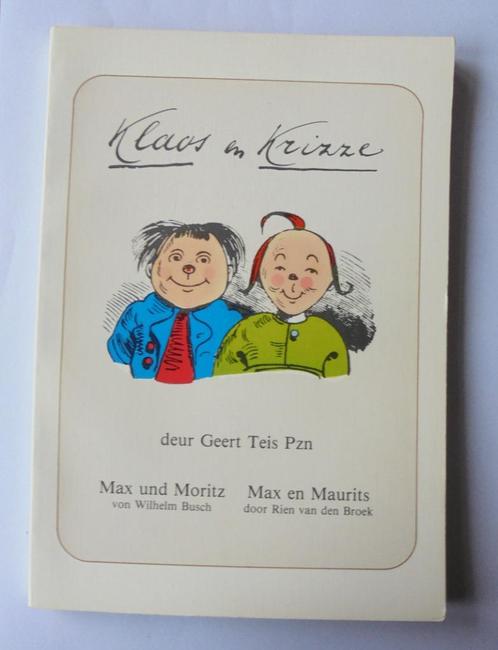 Klaos en Krizze
deur Geert Teis Pzn
Max und Moritz
von Wilhelm Busch
Max en Maurits
door Rien van den Broek